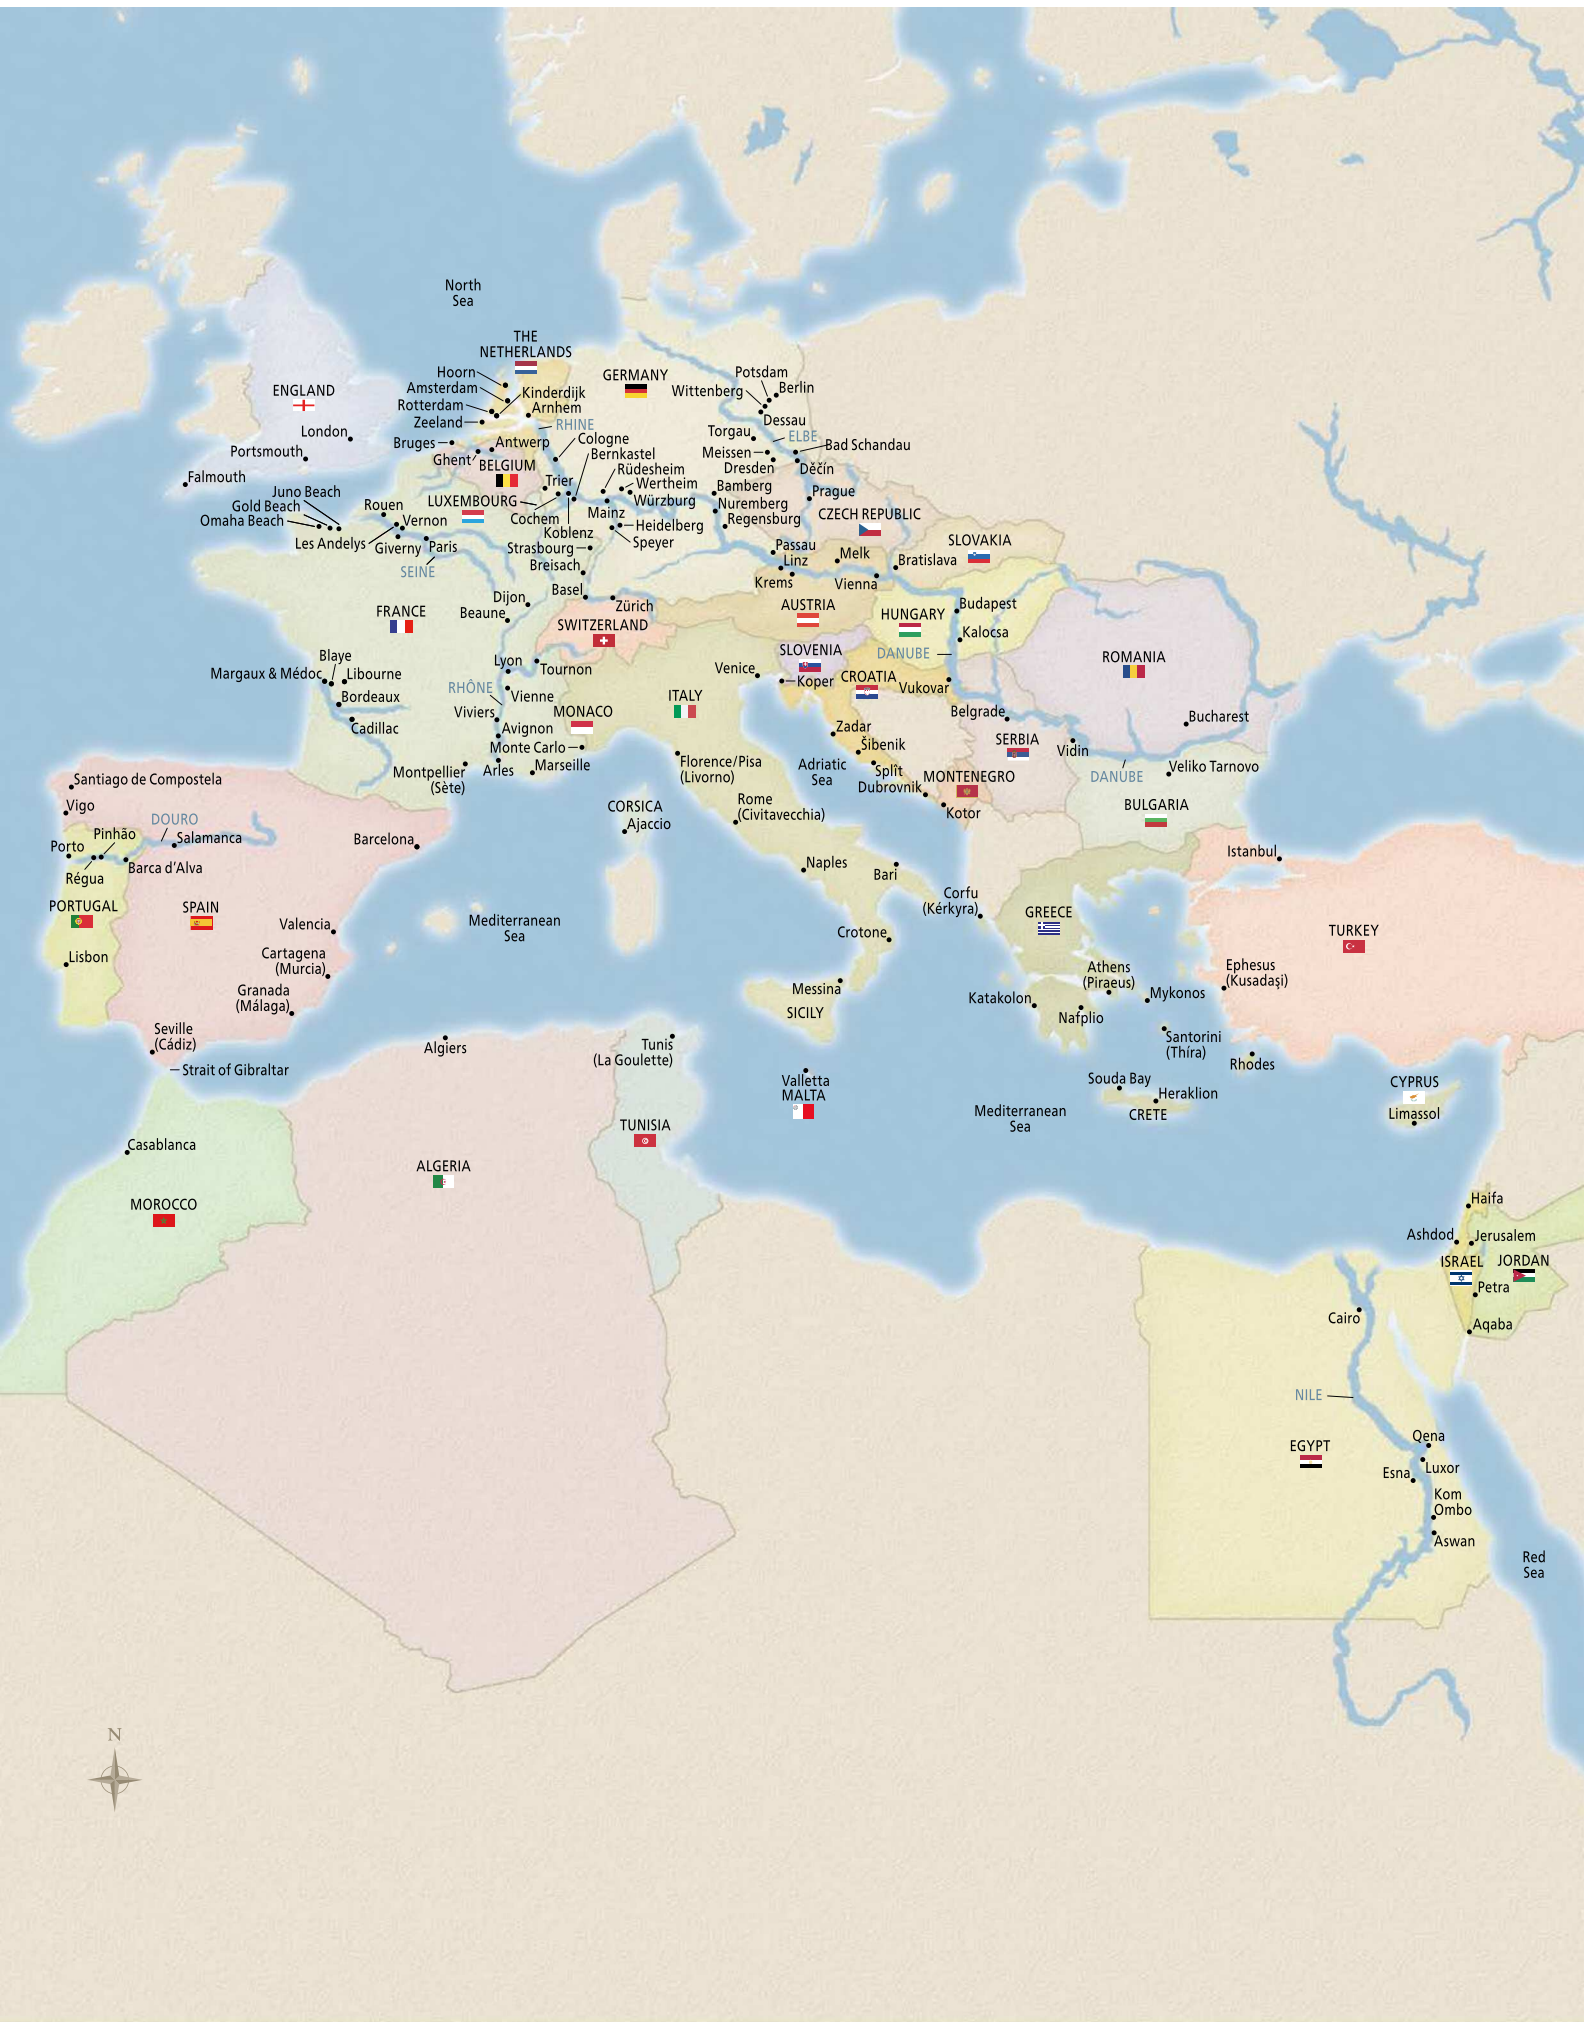 North
Sea
THE
NETHERLANDS
Hoorn
Amsterdam
Rotterdam
Zeeland
Kinderdijk
Arnhem
RHINE
GERMANY
Potsdam
Wittenberg
Berlin
Dessau
Torgau
ELBE
Bad Schandau
Meissen
Dresden
Děčín
ENGLAND
London
Portsmouth
Falmouth
Bruges
Antwerp
Ghent
BELGIUM
Cologne
Bernkastel
Rüdesheim
Wertheim
Würzburg
Trier
LUXEMBOURG
Cochem
Koblenz
Mainz
Heidelberg
Speyer
Bamberg
Nuremberg
Regensburg
Prague
CZECH REPUBLIC
SLOVAKIA
Juno Beach
Gold Beach
Omaha Beach
Rouen
Vernon
Les Andelys
Giverny
Paris
SEINE
Strasbourg
Breisach
Basel
Zürich
Passau
Linz
Krems
Melk
Vienna
Bratislava
AUSTRIA
HUNGARY
Budapest
Kalocsa
DANUBE
FRANCE
Dijon
Beaune
SWITZERLAND
Lyon
Tournon
RHÔNE
Vienne
Viviers
Avignon
MONACO
Monte Carlo
Arles
Marseille
Montpellier
(Sète)
Blaye
Margaux & Médoc
Libourne
Bordeaux
Cadillac
Venice
SLOVENIA
Koper
CROATIA
Vukovar
ITALY
ROMANIA
Bucharest
Belgrade
SERBIA
Vidin
DANUBE
Veliko Tarnovo
BULGARIA
Zadar
Šibenik
Split
Dubrovnik
MONTENEGRO
Kotor
Adriatic
Sea
Florence/Pisa
(Livorno)
CORSICA
Ajaccio
Rome
(Civitavecchia)
Naples
Bari
Crotone
Messina
SICILY
Santiago de Compostela
Vigo
DOURO
Pinhão
Salamanca
Porto
Régua
Barca d'Alva
PORTUGAL
Lisbon
SPAIN
Barcelona
Valencia
Cartagena
(Murcia)
Granada
(Málaga)
Seville
(Cádiz)
Strait of Gibraltar
Mediterranean
Sea
Corfu
(Kérkyra)
GREECE
Athens
(Piraeus)
Katakolon
Nafplio
Mykonos
Santorini
(Thíra)
Istanbul
TURKEY
Ephesus
(Kusadaşi)
Rhodes
Souda Bay
Heraklion
CRETE
CYPRUS
Limassol
Mediterranean
Sea
Algiers
Tunis
(La Goulette)
Valletta
MALTA
TUNISIA
ALGERIA
Casablanca
MOROCCO
Haifa
Ashdod
Jerusalem
ISRAEL
JORDAN
Petra
Aqaba
Cairo
NILE
EGYPT
Qena
Luxor
Esna
Kom
Ombo
Aswan
Red
Sea
N